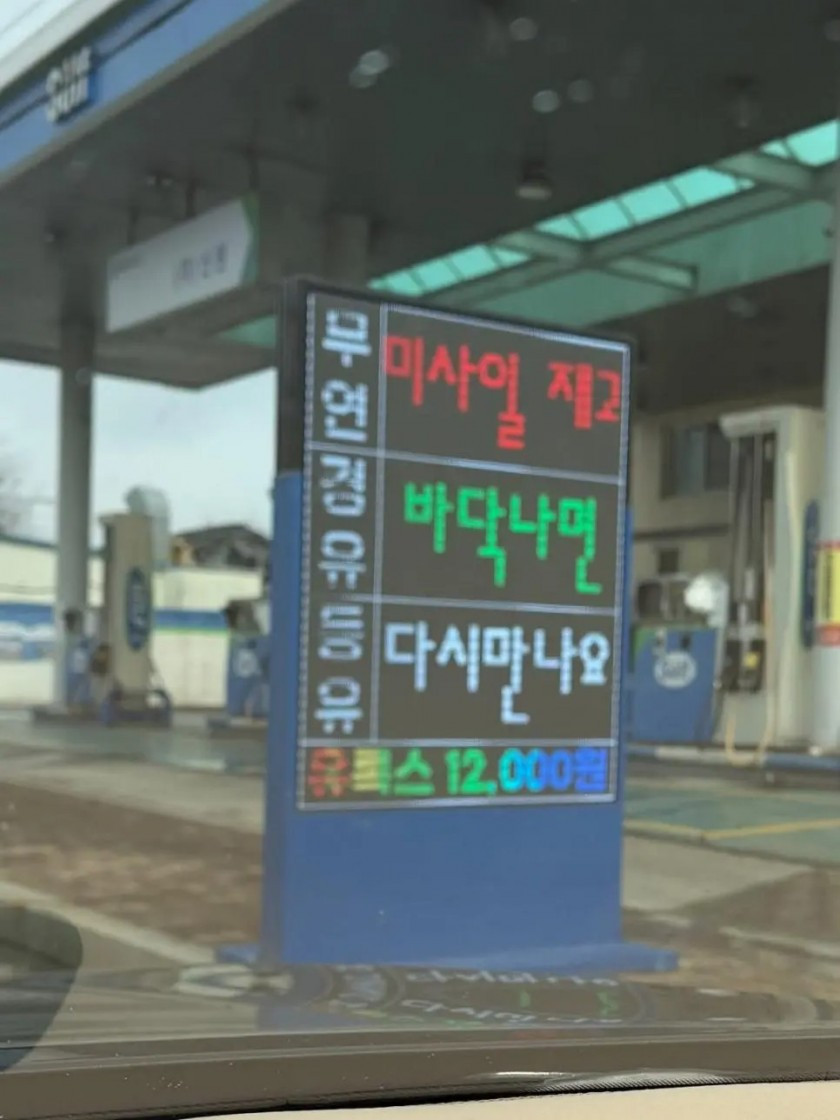 무연 미사일 재고
경유 바닥나면
등유 다시만나요
유록스 12,000원